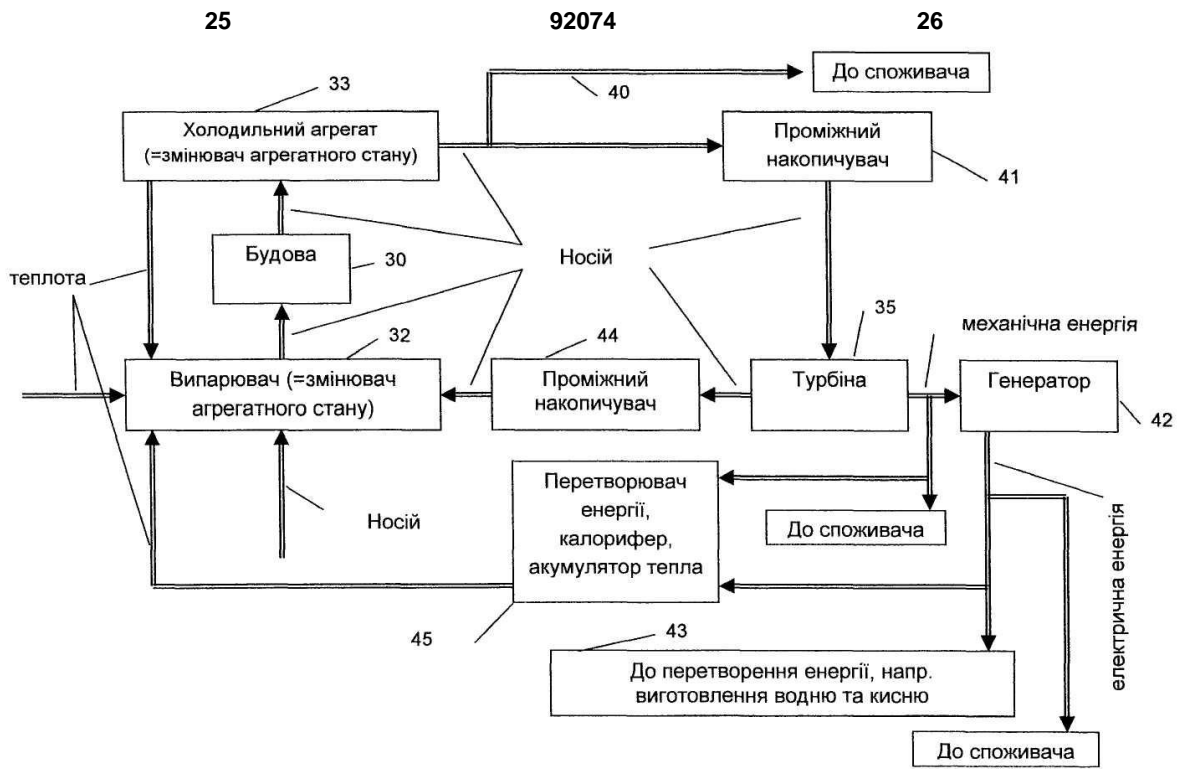 25 92074 26
До споживача
40
33
Холодильний агрегат
(=змінювач агрегатного стану)
Проміжний
накопичувач
41
Будова
30
Носій
теплота
32
44
35
механічна енергія
Випарювач (=змінювач
агрегатного стану)
Проміжний
накопичувач
Турбіна
Генератор
42
Носій
Перетворювач
енергії,
калорифер,
акумулятор тепла
До споживача
електрична енергія
45
43
До перетворення енергії, напр.
виготовлення водню та кисню
До споживача